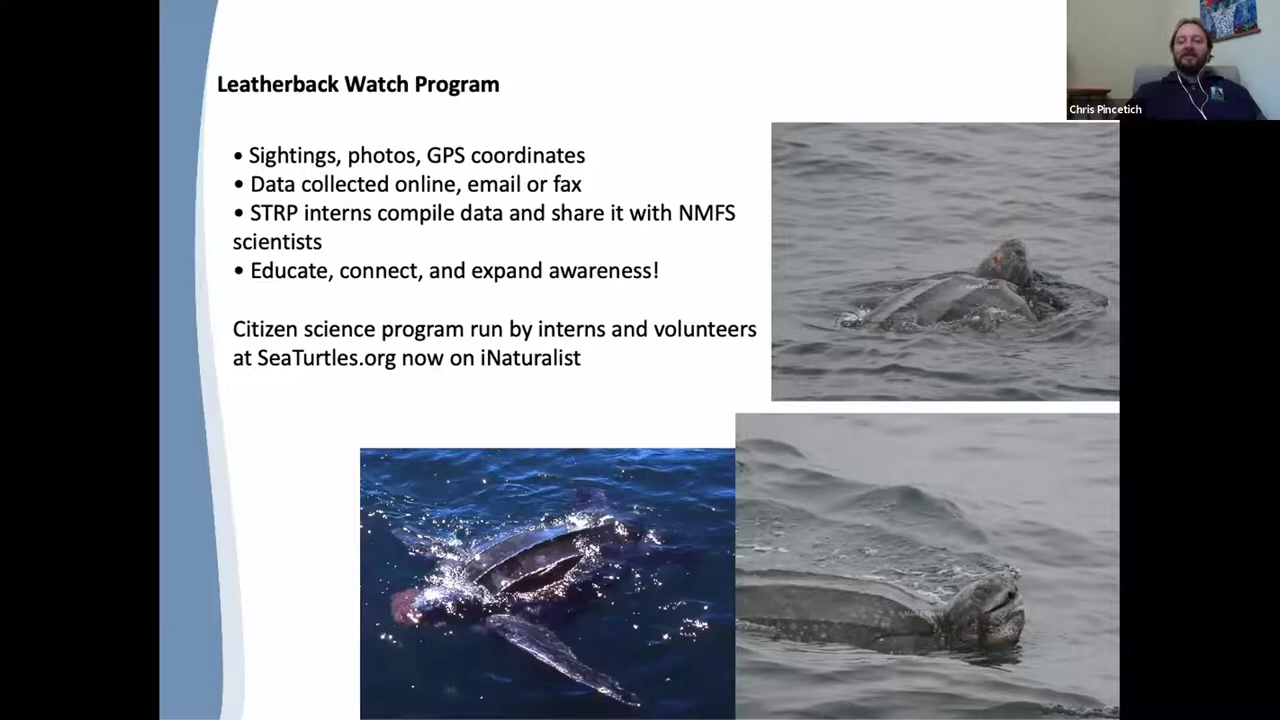 Leatherback Watch Program
Chris Pincetich
• Sightings, photos, GPS coordinates
• Data collected online, email or fax
• STRP interns compile data and share it with NMFS
scientists
• Educate, connect, and expand awareness!
Citizen science program run by interns and volunteers
at SeaTurtles.org now on iNaturalist